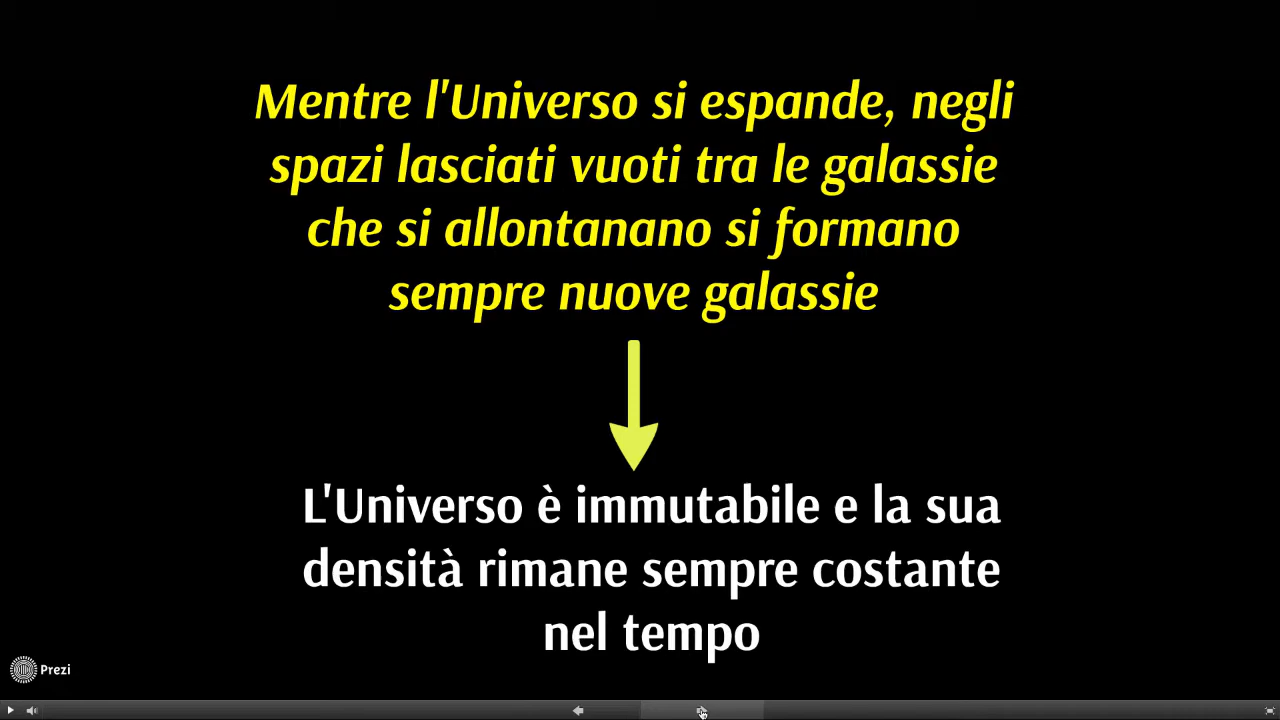 Mentre l'Universo si espande, negli
spazi lasciati vuoti tra le galassie
che si allontanano si formano
sempre nuove galassie
L'Universo è immutabile e la sua
densità rimane sempre costante
nel tempo
Prezi